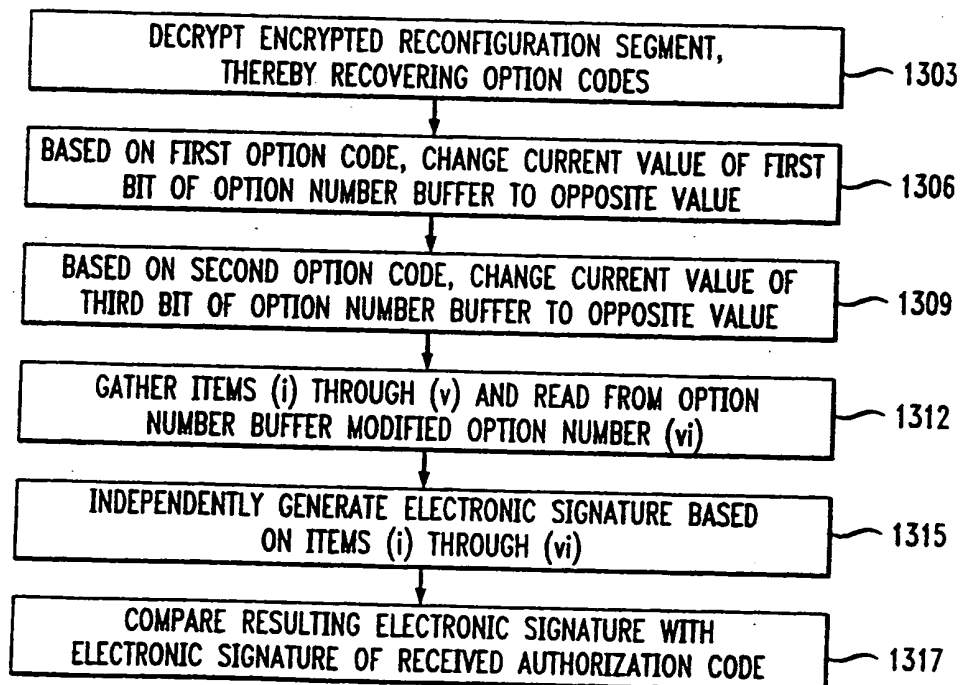 DECRYPT ENCRYPTED RECONFIGURATION SEGMENT,
THEREBY RECOVERING OPTION CODES
1303
BASED ON FIRST OPTION CODE, CHANGE CURRENT VALUE OF FIRST
BIT OF OPTION NUMBER BUFFER TO OPPOSITE VALUE
1306
BASED ON SECOND OPTION CODE, CHANGE CURRENT VALUE OF
THIRD BIT OF OPTION NUMBER BUFFER TO OPPOSITE VALUE
1309
GATHER ITEMS (i) THROUGH (v) AND READ FROM OPTION
NUMBER BUFFER MODIFIED OPTION NUMBER (vi)
1312
INDEPENDENTLY GENERATE ELECTRONIC SIGNATURE BASED
ON ITEMS (i) THROUGH (vi)
1315
COMPARE RESULTING ELECTRONIC SIGNATURE WITH
ELECTRONIC SIGNATURE OF RECEIVED AUTHORIZATION CODE
1317